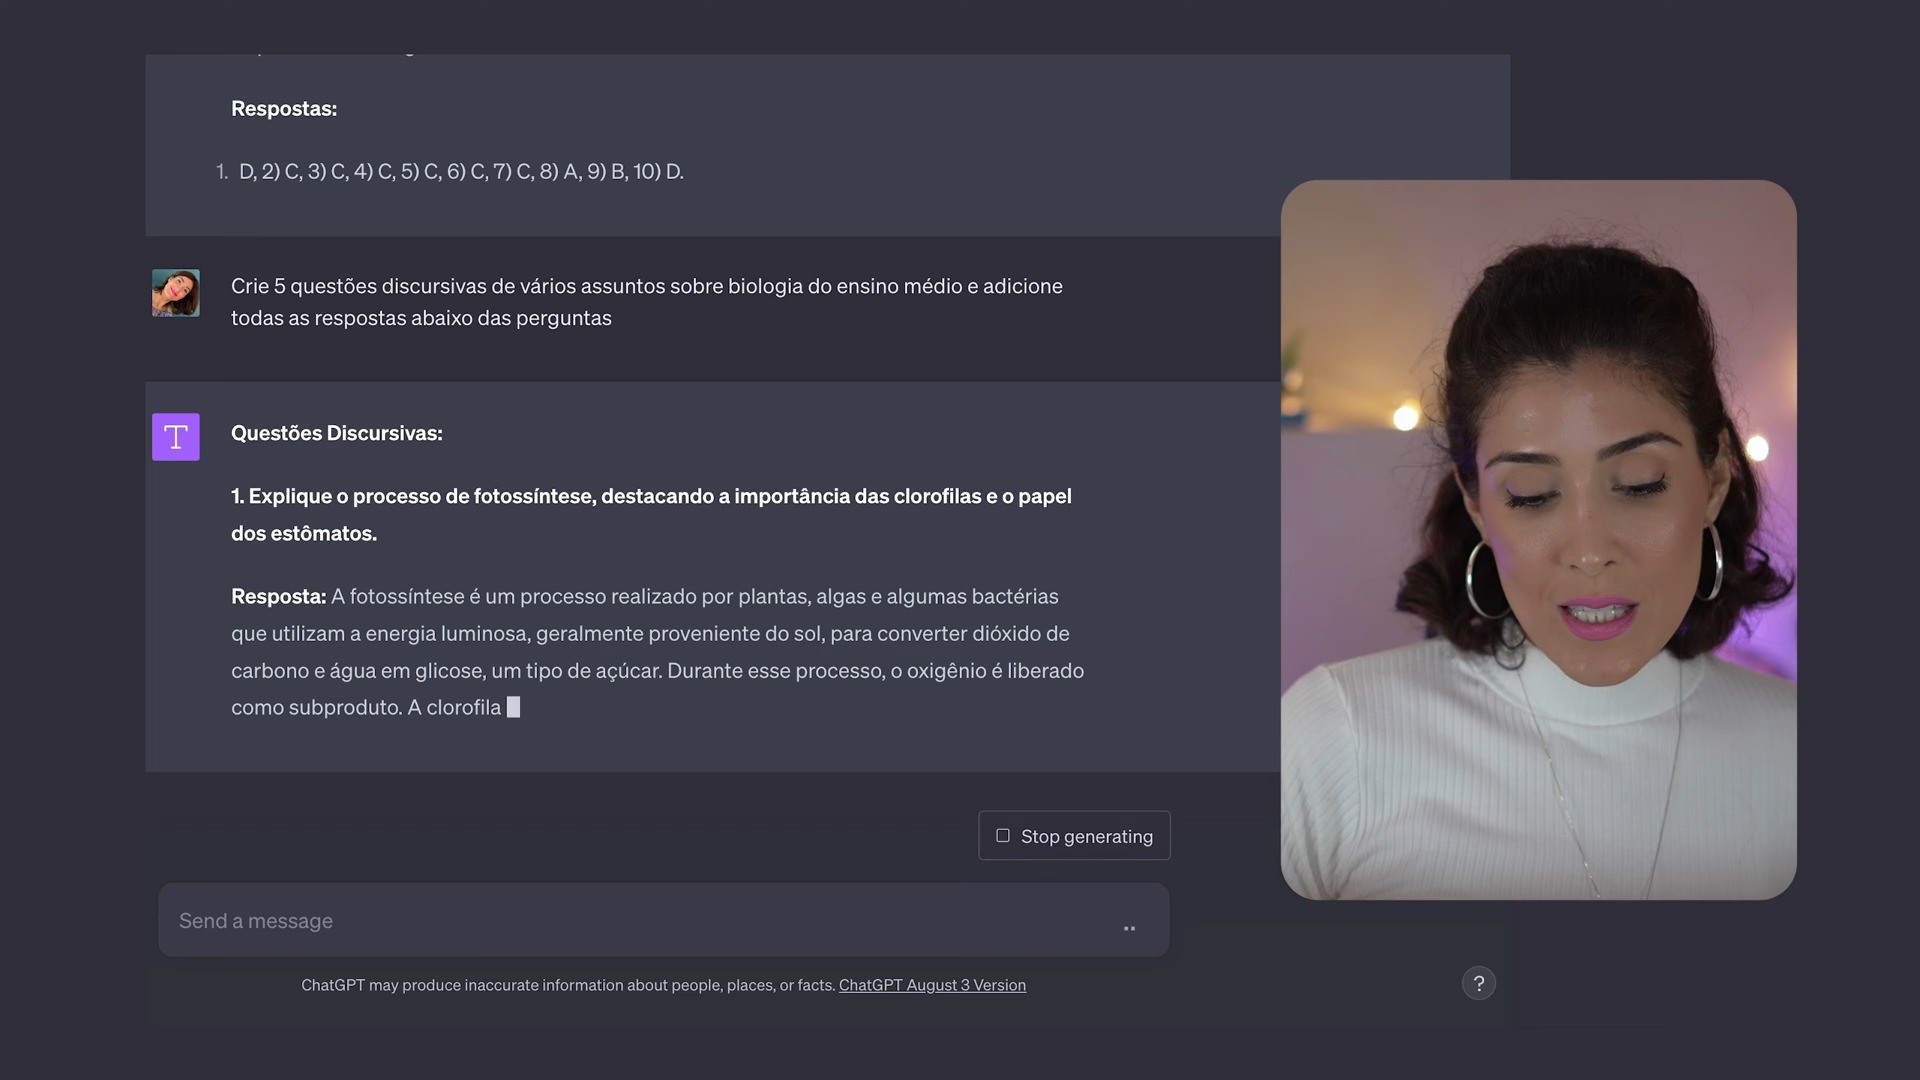 Respostas:
1. D, 2) C, 3) C, 4) C, 5) C, 6) C, 7) C, 8) A, 9) B, 10) D.
Crie 5 questões discursivas de vários assuntos sobre biologia do ensino médio e adicione
todas as respostas abaixo das perguntas
T
Questões Discursivas:
1. Explique o processo de fotossíntese, destacando a importância das clorofilas e o papel
dos estômatos.
Resposta: A fotossíntese é um processo realizado por plantas, algas e algumas bactérias
que utilizam a energia luminosa, geralmente proveniente do sol, para converter dióxido de
carbono e água em glicose, um tipo de açúcar. Durante esse processo, o oxigênio é liberado
como subproduto. A clorofila
Stop generating
Send a message
ChatGPT may produce inaccurate information about people, places, or facts. ChatGPT August 3 Version
?